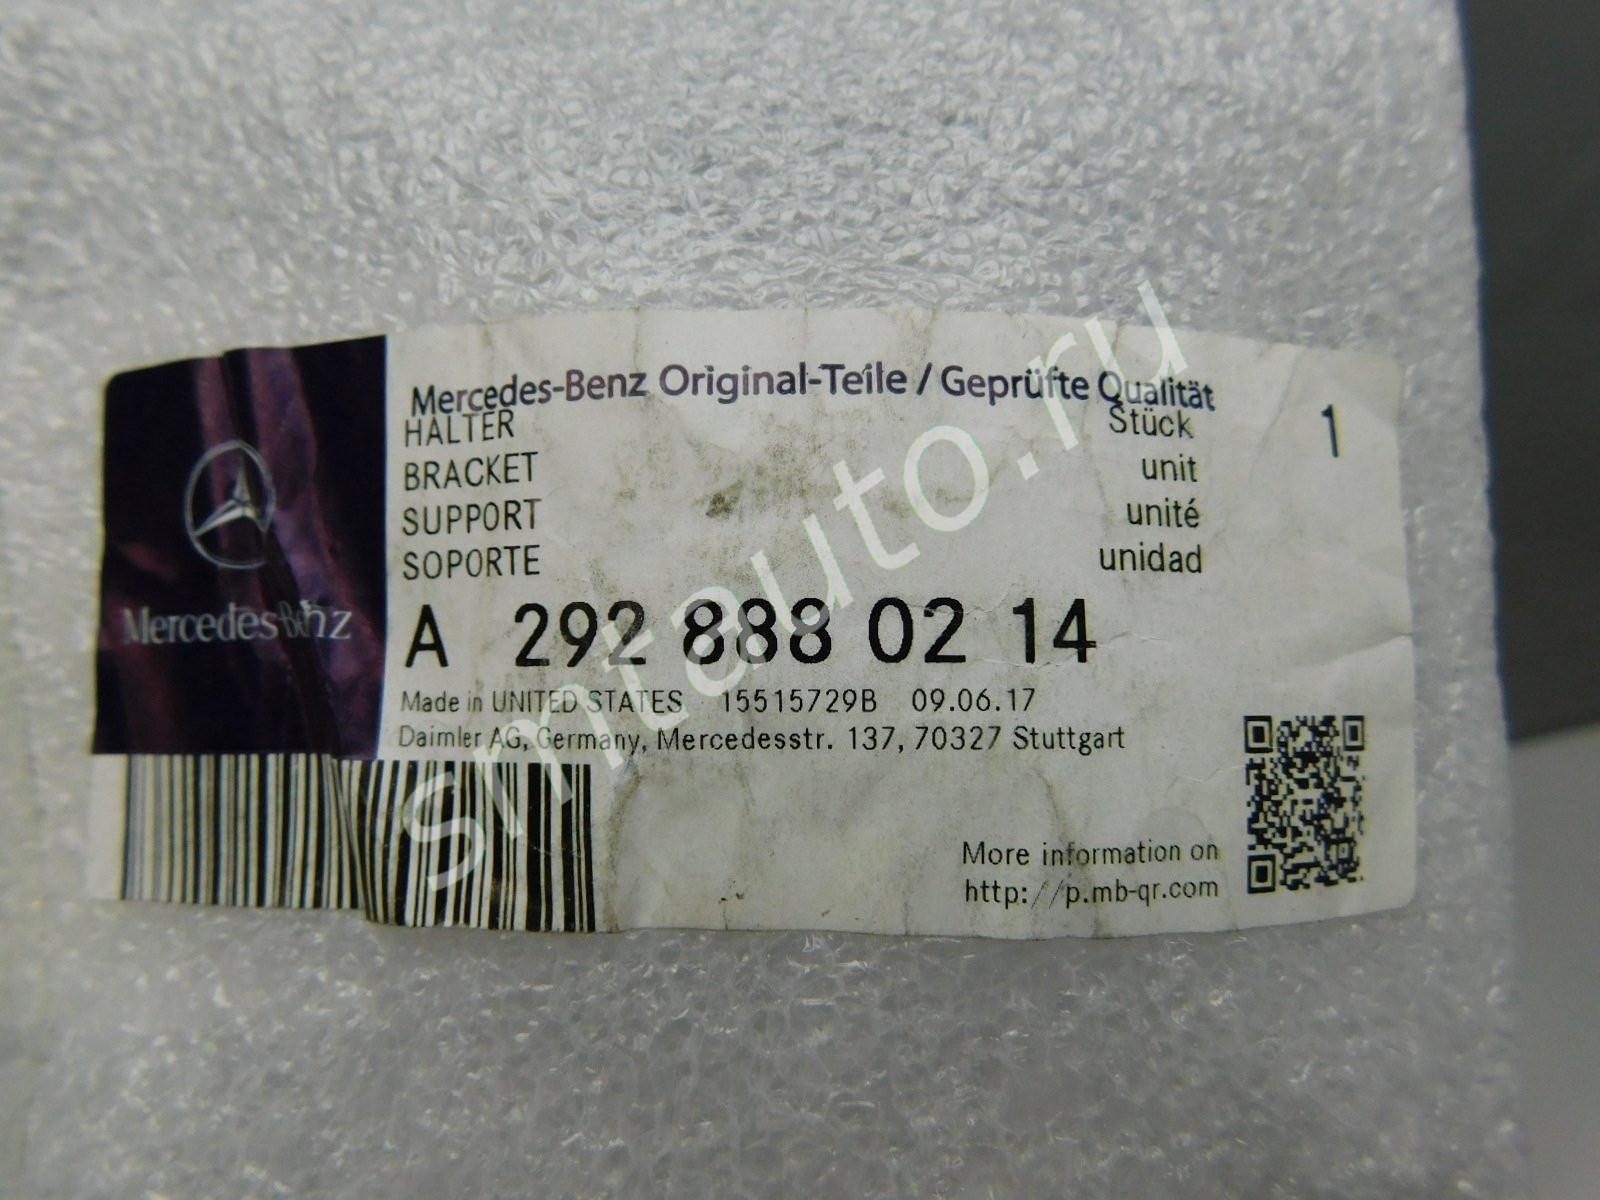 Mercedes-Benz Original-Teile / Geprüfte Qualität
HALTER Stück 1
BRACKET unit
SUPPORT unité
SOPORTE unidad
Mercedes-Benz
A 292 888 02 14
Made in UNITED STATES 15515729B 09.06.17
Daimler AG, Germany, Mercedesstr. 137, 70327 Stuttgart
More information on
http://p.mb-qr.com
smtauto.ru